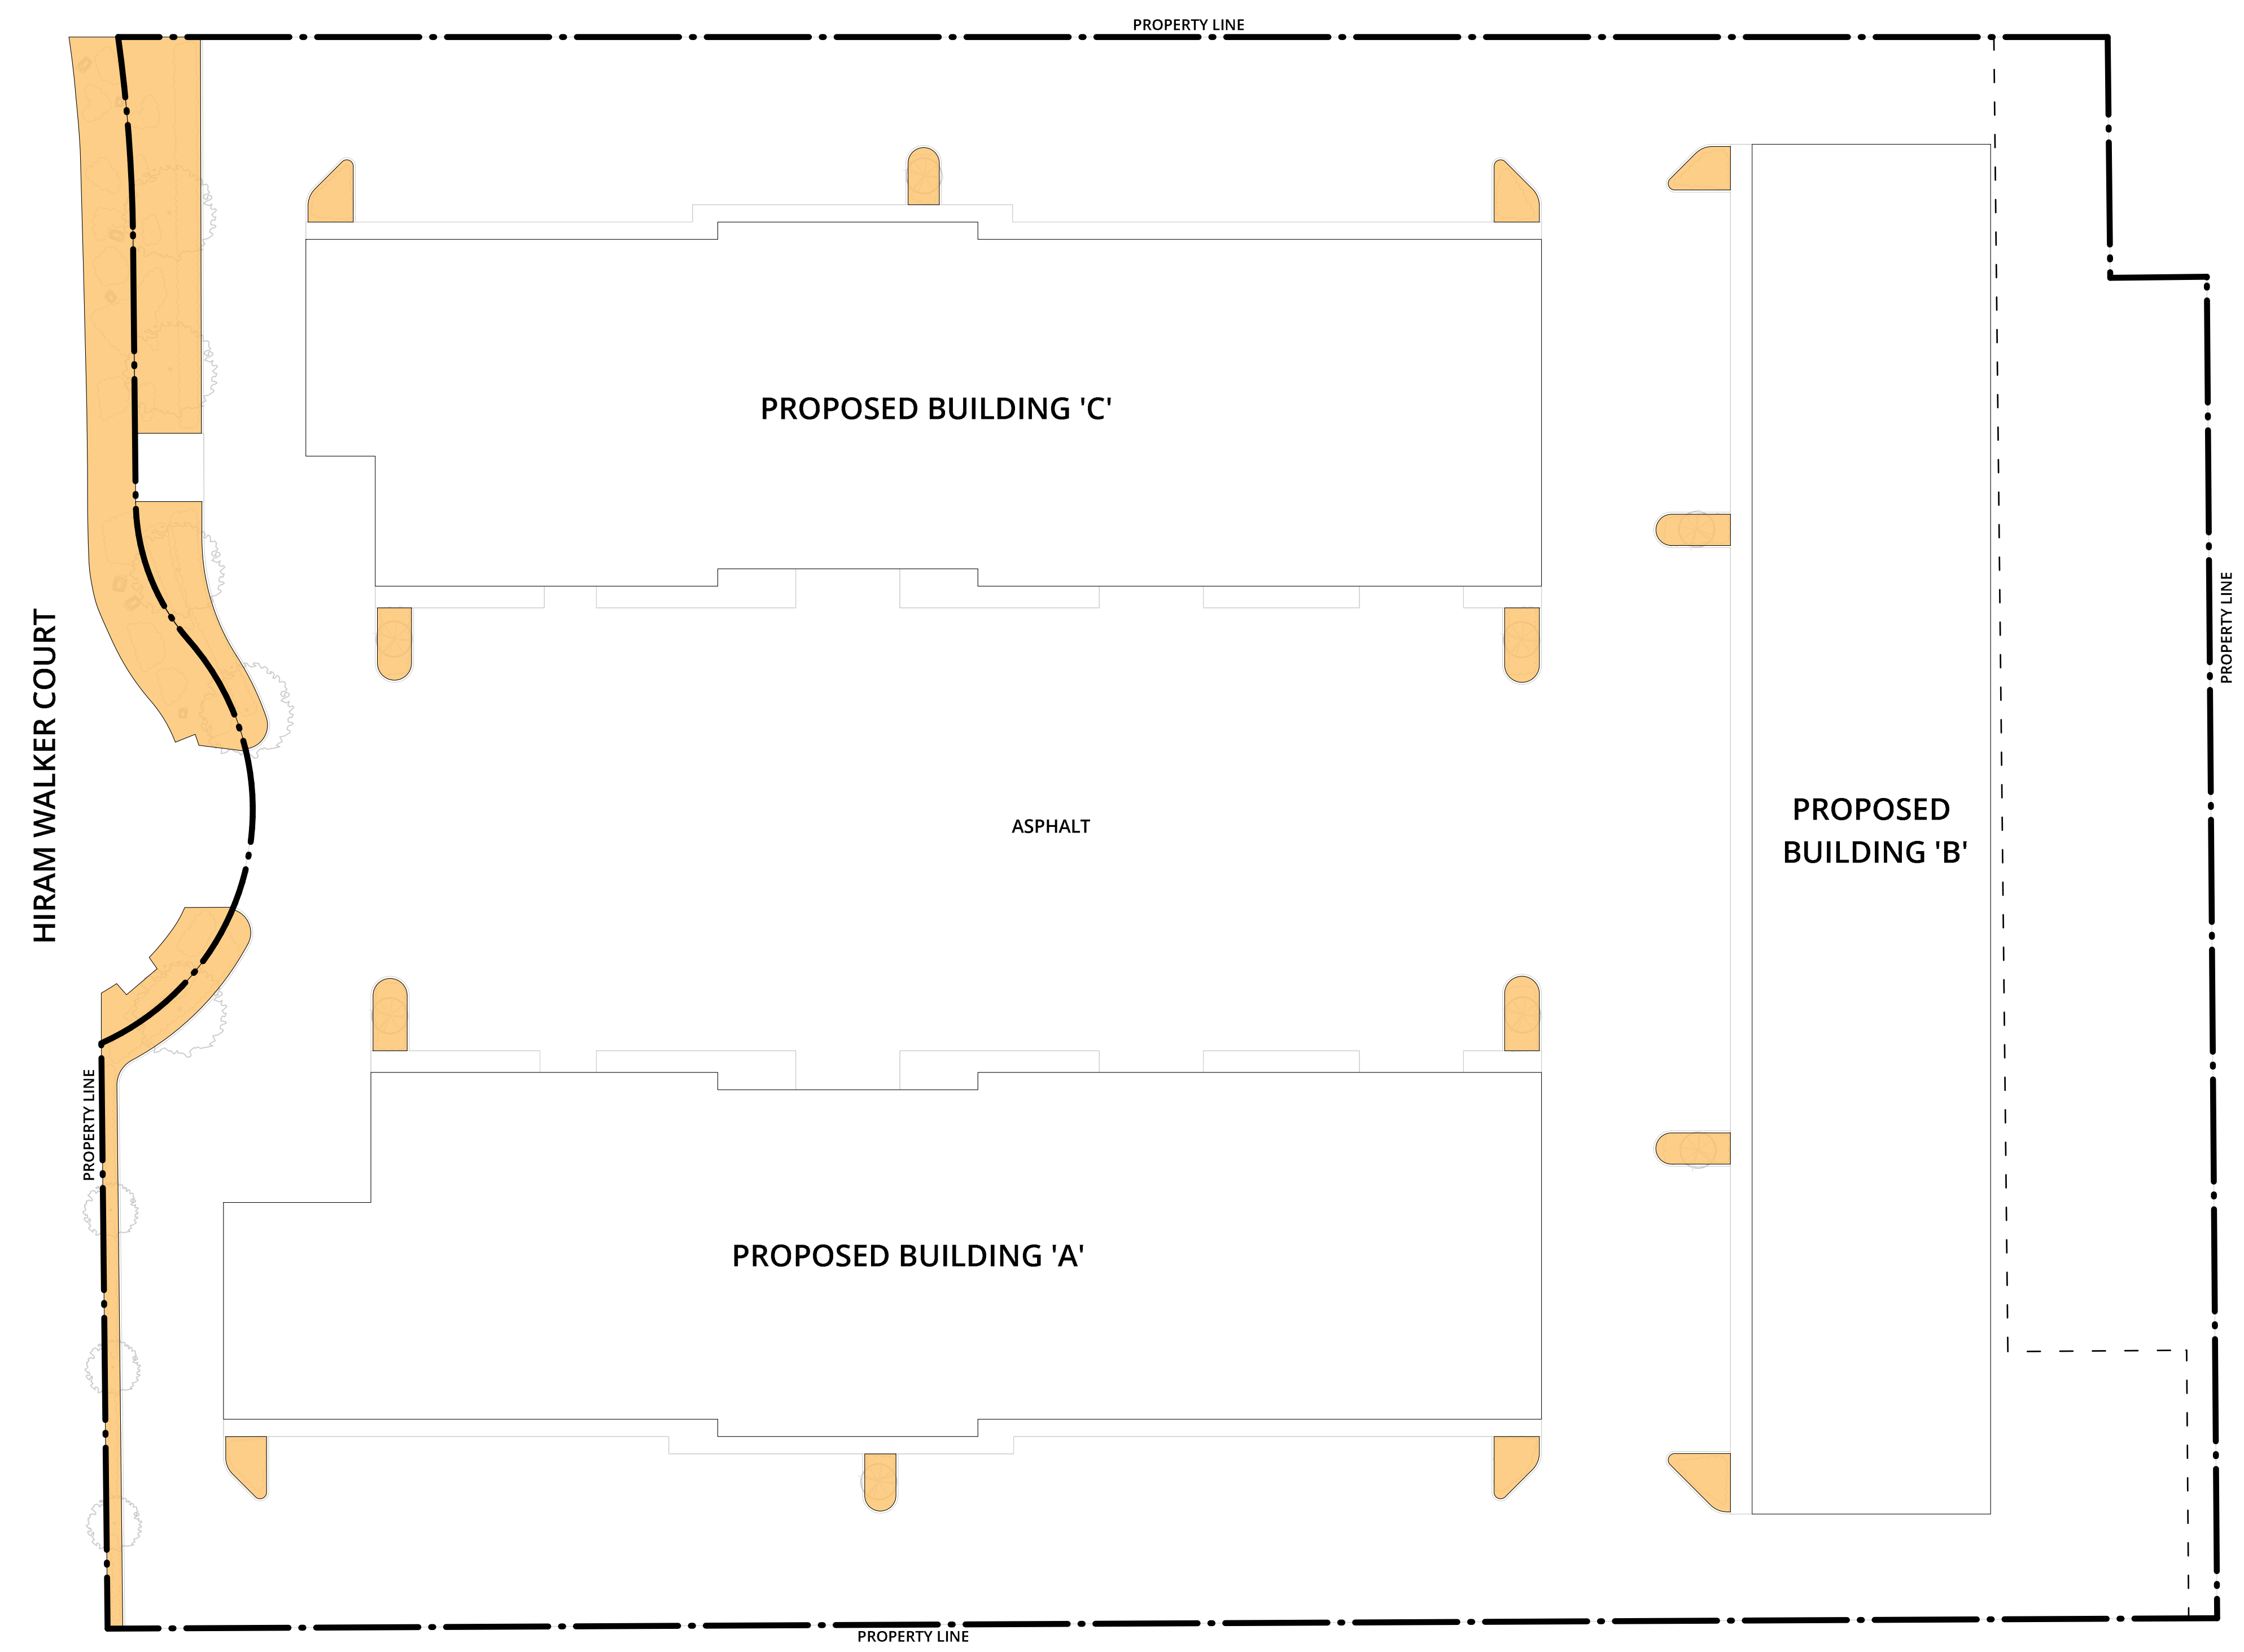 PROPERTY LINE
PROPOSED BUILDING 'C'
HIRAM WALKER COURT
PROPERTY LINE
ASPHALT
PROPOSED
BUILDING 'B'
PROPERTY LINE
PROPOSED BUILDING 'A'
PROPERTY LINE